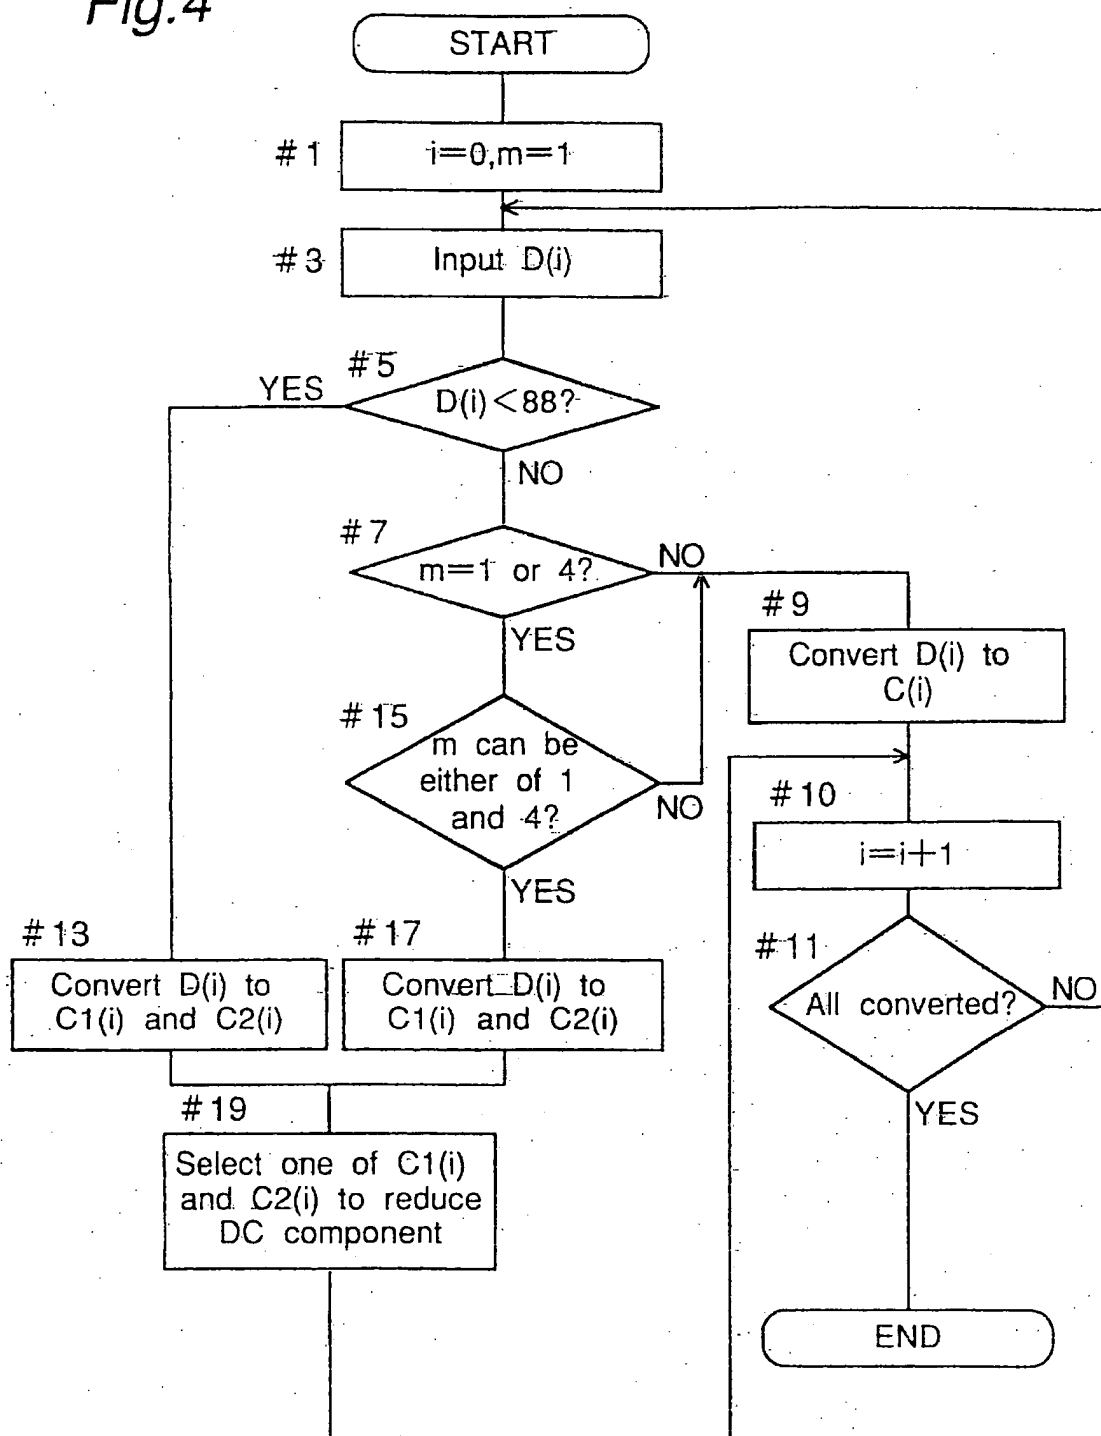 Fig.4
START
#1
i=0,m=1
#3
Input D(i)
#5
YES
D(i)<88?
NO
#7
m=1 or 4?
NO
YES
#9
Convert D(i) to
C(i)
#15
m can be
either of 1
and 4?
NO
YES
#10
i=i+1
#13
Convert D(i) to
C1(i) and C2(i)
#17
Convert D(i) to
C1(i) and C2(i)
#11
All converted?
NO
YES
#19
Select one of C1(i)
and C2(i) to reduce
DC component
END